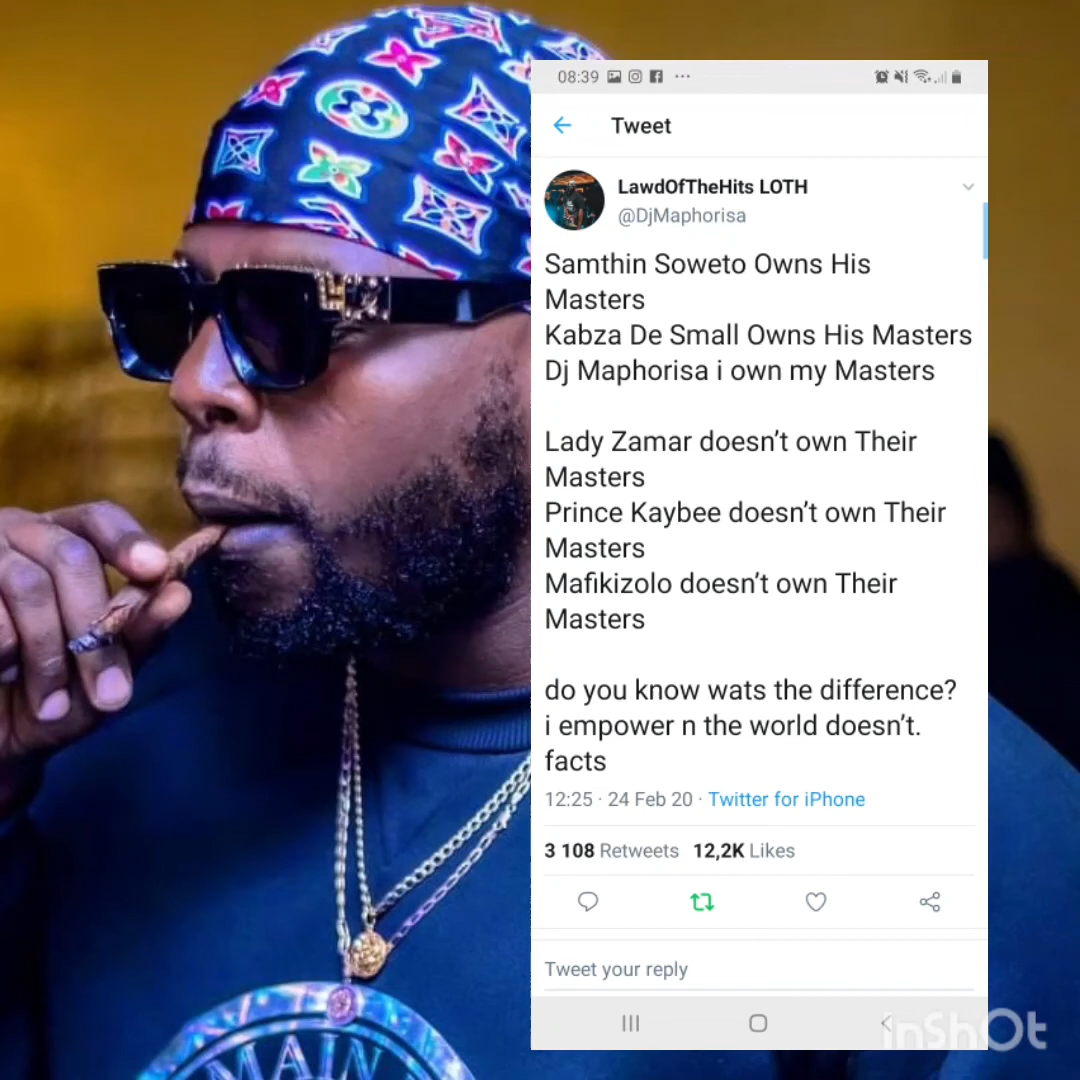 08:39
Tweet
LawdOfTheHits LOTH
@DjMaphorisa
Samthin Soweto Owns His
Masters
Kabza De Small Owns His Masters
Dj Maphorisa i own my Masters
Lady Zamar doesn't own Their
Masters
Prince Kaybee doesn't own Their
Masters
Mafikizolo doesn't own Their
Masters
do you know wats the difference?
i empower n the world doesn't.
facts
12:25 · 24 Feb 20 · Twitter for iPhone
3 108 Retweets 12,2K Likes
Tweet your reply
InShOt
MAIN